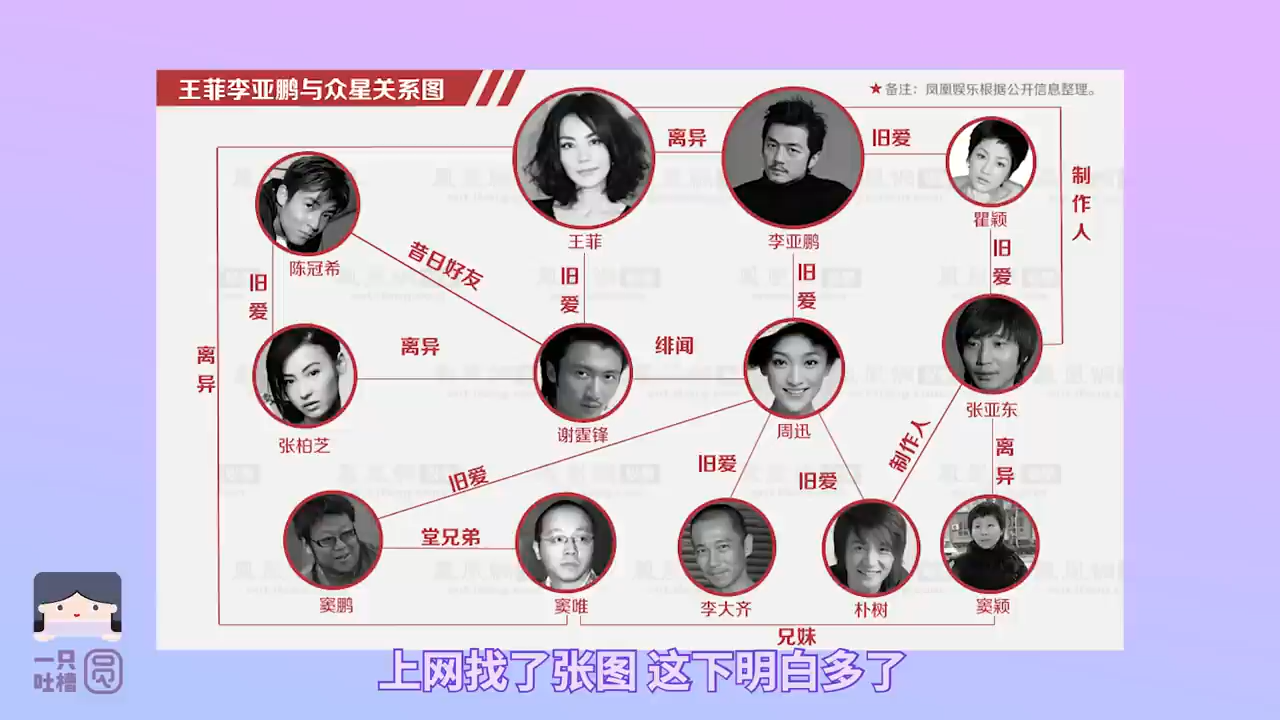 王菲李亚鹏与众星关系图
★备注：凤凰娱乐根据公开信息整理。
离异
旧爱
制作人
王菲
李亚鹏
瞿颖
陈冠希
昔日好友
旧爱
旧爱
旧爱
旧爱
离异
离异
绯闻
张柏芝
谢霆锋
周迅
张亚东
旧爱
旧爱
旧爱
制作人
离异
堂兄弟
窦鹏
窦唯
李大齐
朴树
窦颖
兄妹
一只
吐槽
圆
上网找了张图 这下明白多了